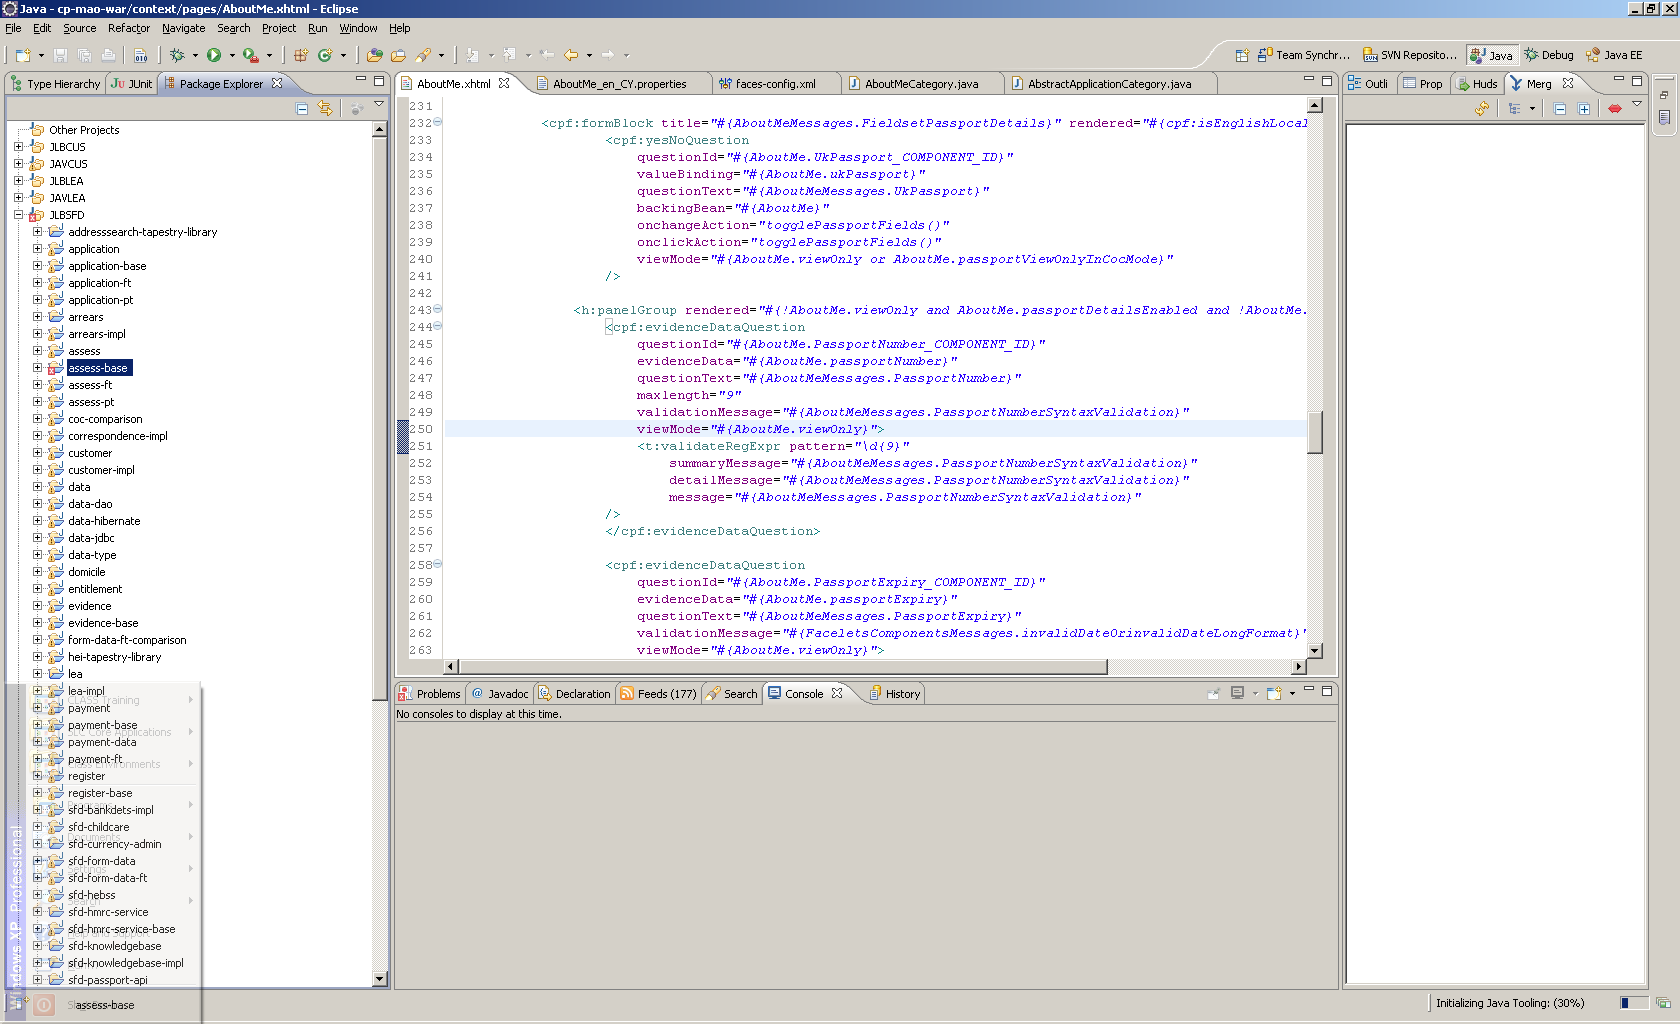 Java - cp-mao-war/context/pages/AboutMe.xhtml - Eclipse
File Edit Source Refactor Navigate Search Project Run Window Help
Team Synchr... SVN Reposito... Java Debug Java EE
Type Hierarchy JUnit Package Explorer
AboutMe.xhtml AboutMe_en_CY.properties faces-config.xml AboutMeCategory.java AbstractApplicationCategory.java
Outli Prop Huds Merg
Other Projects
JLBCUS
JAVCUS
JLBLEA
JAVLEA
JLBSFD
addresssearch-tapestry-library
application
application-base
application-ft
application-pt
arrears
arrears-impl
assess
assess-base
assess-ft
assess-pt
coc-comparison
correspondence-impl
customer
customer-impl
data
data-dao
data-hibernate
data-jdbc
data-type
domicile
entitlement
evidence
evidence-base
form-data-ft-comparison
hei-tapestry-library
lea
lea-impl
CLASS Training
payment
payment-base
SLC Core Applications
payment-data
payment-ft
Class Environments
register
register-base
Programs
sfd-bankdets-impl
sfd-childcare
Documents
sfd-currency-admin
sfd-form-data
Settings
sfd-form-data-ft
sfd-hebss
Search
sfd-hmrc-service
sfd-hmrc-service-base
Help and Support
sfd-knowledgebase
sfd-knowledgebase-impl
sfd-passport-api
Windows XP Professional
assess-base
231
232 <cpf:formBlock title="#{AboutMeMessages.FieldsetPassportDetails}" rendered="#{cpf:isEnglishLocal
233 <cpf:yesNoQuestion
234 questionId="#{AboutMe.UkPassport_COMPONENT_ID}"
235 valueBinding="#{AboutMe.ukPassport}"
236 questionText="#{AboutMeMessages.UkPassport}"
237 backingBean="#{AboutMe}"
238 onchangeAction="togglePassportFields()"
239 onclickAction="togglePassportFields()"
240 viewMode="#{AboutMe.viewOnly or AboutMe.passportViewOnlyInCocMode}"
241 />
242
243 <h:panelGroup rendered="#{!AboutMe.viewOnly and AboutMe.passportDetailsEnabled and !AboutMe.
244 <cpf:evidenceDataQuestion
245 questionId="#{AboutMe.PassportNumber_COMPONENT_ID}"
246 evidenceData="#{AboutMe.passportNumber}"
247 questionText="#{AboutMeMessages.PassportNumber}"
248 maxlength="9"
249 validationMessage="#{AboutMeMessages.PassportNumberSyntaxValidation}"
250 viewMode="#{AboutMe.viewOnly}">
251 <t:validateRegExpr pattern="\d{9}"
252 summaryMessage="#{AboutMeMessages.PassportNumberSyntaxValidation}"
253 detailMessage="#{AboutMeMessages.PassportNumberSyntaxValidation}"
254 message="#{AboutMeMessages.PassportNumberSyntaxValidation}"
255 />
256 </cpf:evidenceDataQuestion>
257
258 <cpf:evidenceDataQuestion
259 questionId="#{AboutMe.PassportExpiry_COMPONENT_ID}"
260 evidenceData="#{AboutMe.passportExpiry}"
261 questionText="#{AboutMeMessages.PassportExpiry}"
262 validationMessage="#{FaceletsComponentsMessages.invalidDateOrinvalidDateLongFormat}"
263 viewMode="#{AboutMe.viewOnly}">
Problems Javadoc Declaration Feeds (177) Search Console History
No consoles to display at this time.
Initializing Java Tooling: (30%)